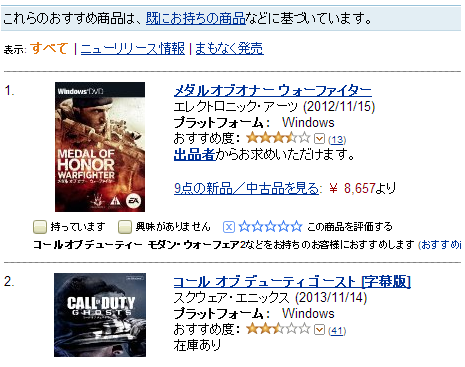 これらのおすすめ商品は、既にお持ちの商品などに基づいています。
表示: すべて | ニューリリース情報 | まもなく発売
1.
Windows DVD
MEDAL OF
HONOR
WARFIGHTER
メダル オブ オナー ウォーファイター
EA
メダルオブオナー ウォーファイター
エレクトロニック・アーツ (2012/11/15)
プラットフォーム： Windows
おすすめ度： (13)
出品者からお求めいただけます。
9点の新品／中古品を見る: ￥ 8,657より
持っています 興味がありません x この商品を評価する
コール オブ デューティー モダン・ウォーフェア2などをお持ちのお客様におすすめします (おすすめ
2.
CALL OF DUTY
GHOSTS
コール オブ デューティ ゴースト [字幕版]
スクウェア・エニックス (2013/11/14)
プラットフォーム： Windows
おすすめ度： (41)
在庫あり